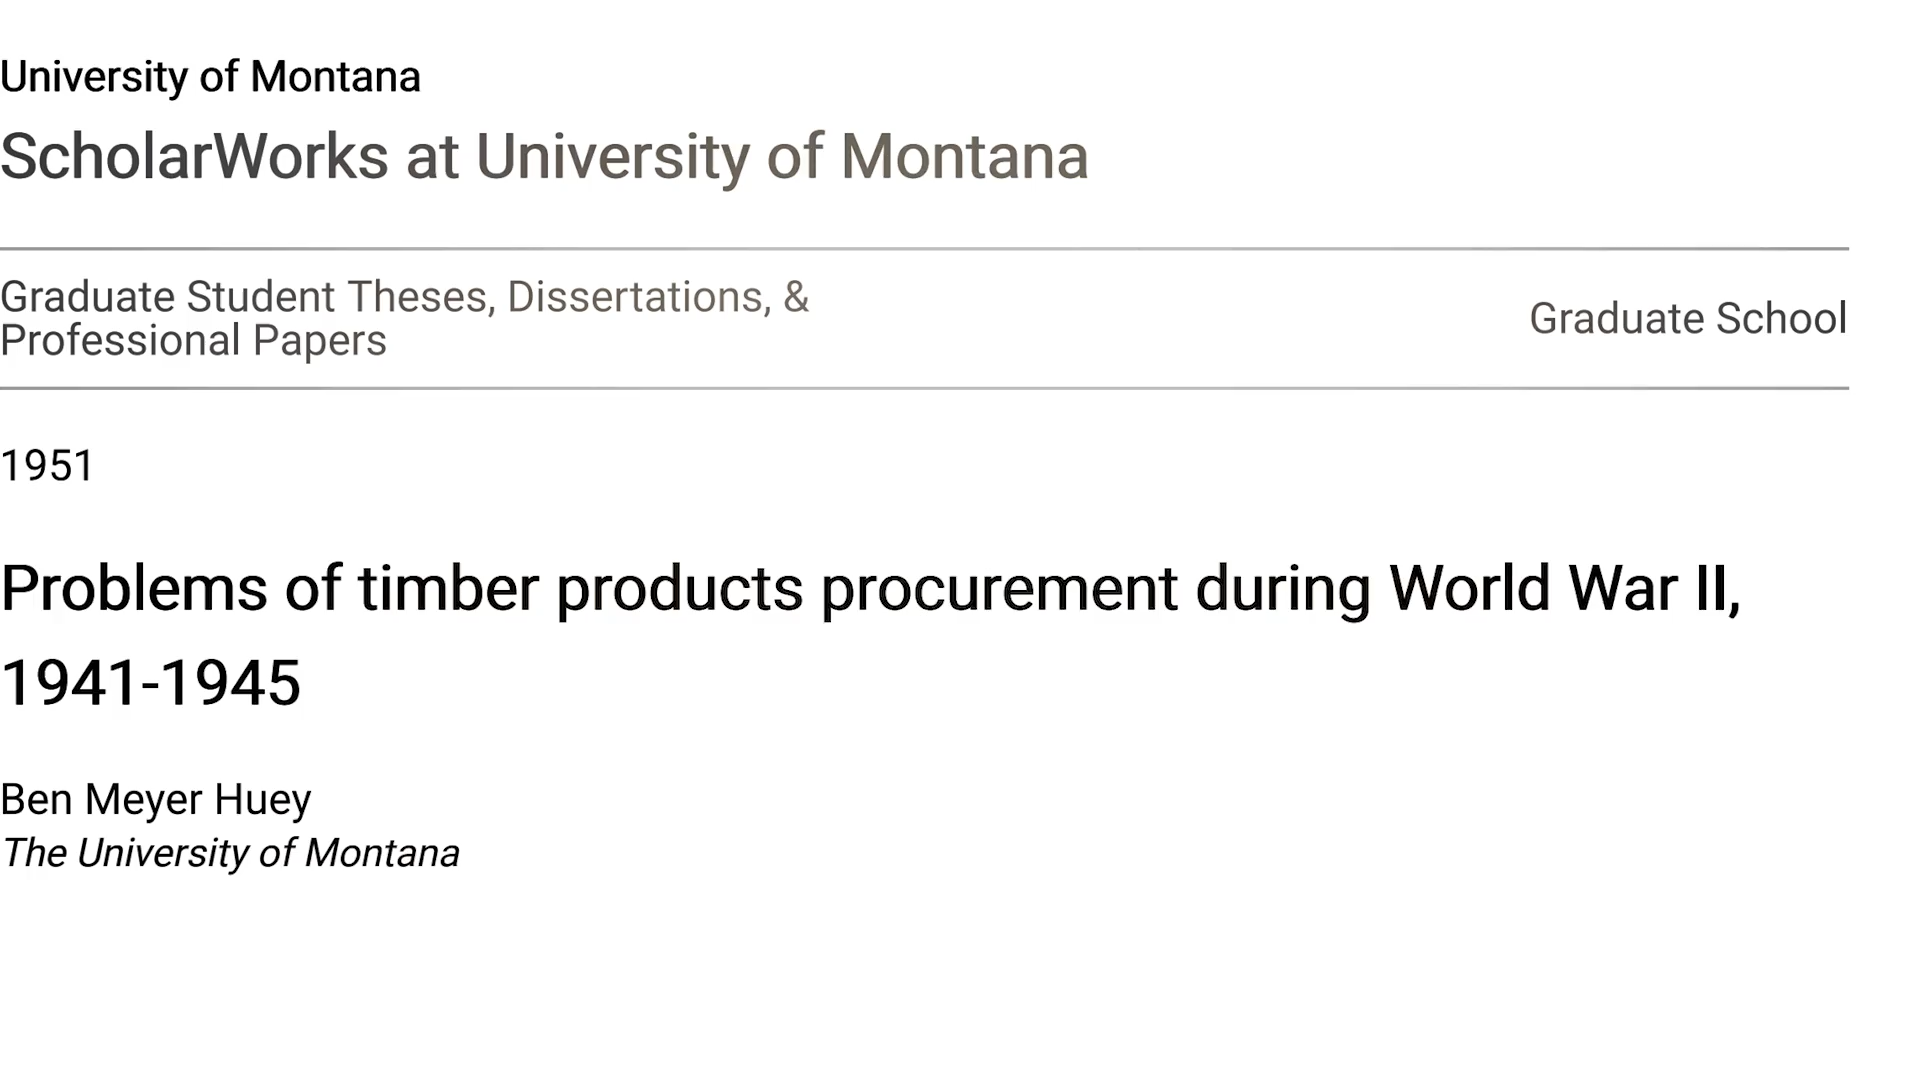 University of Montana
ScholarWorks at University of Montana
Graduate Student Theses, Dissertations, &
Professional Papers
Graduate School
1951
Problems of timber products procurement during World War II,
1941-1945
Ben Meyer Huey
The University of Montana